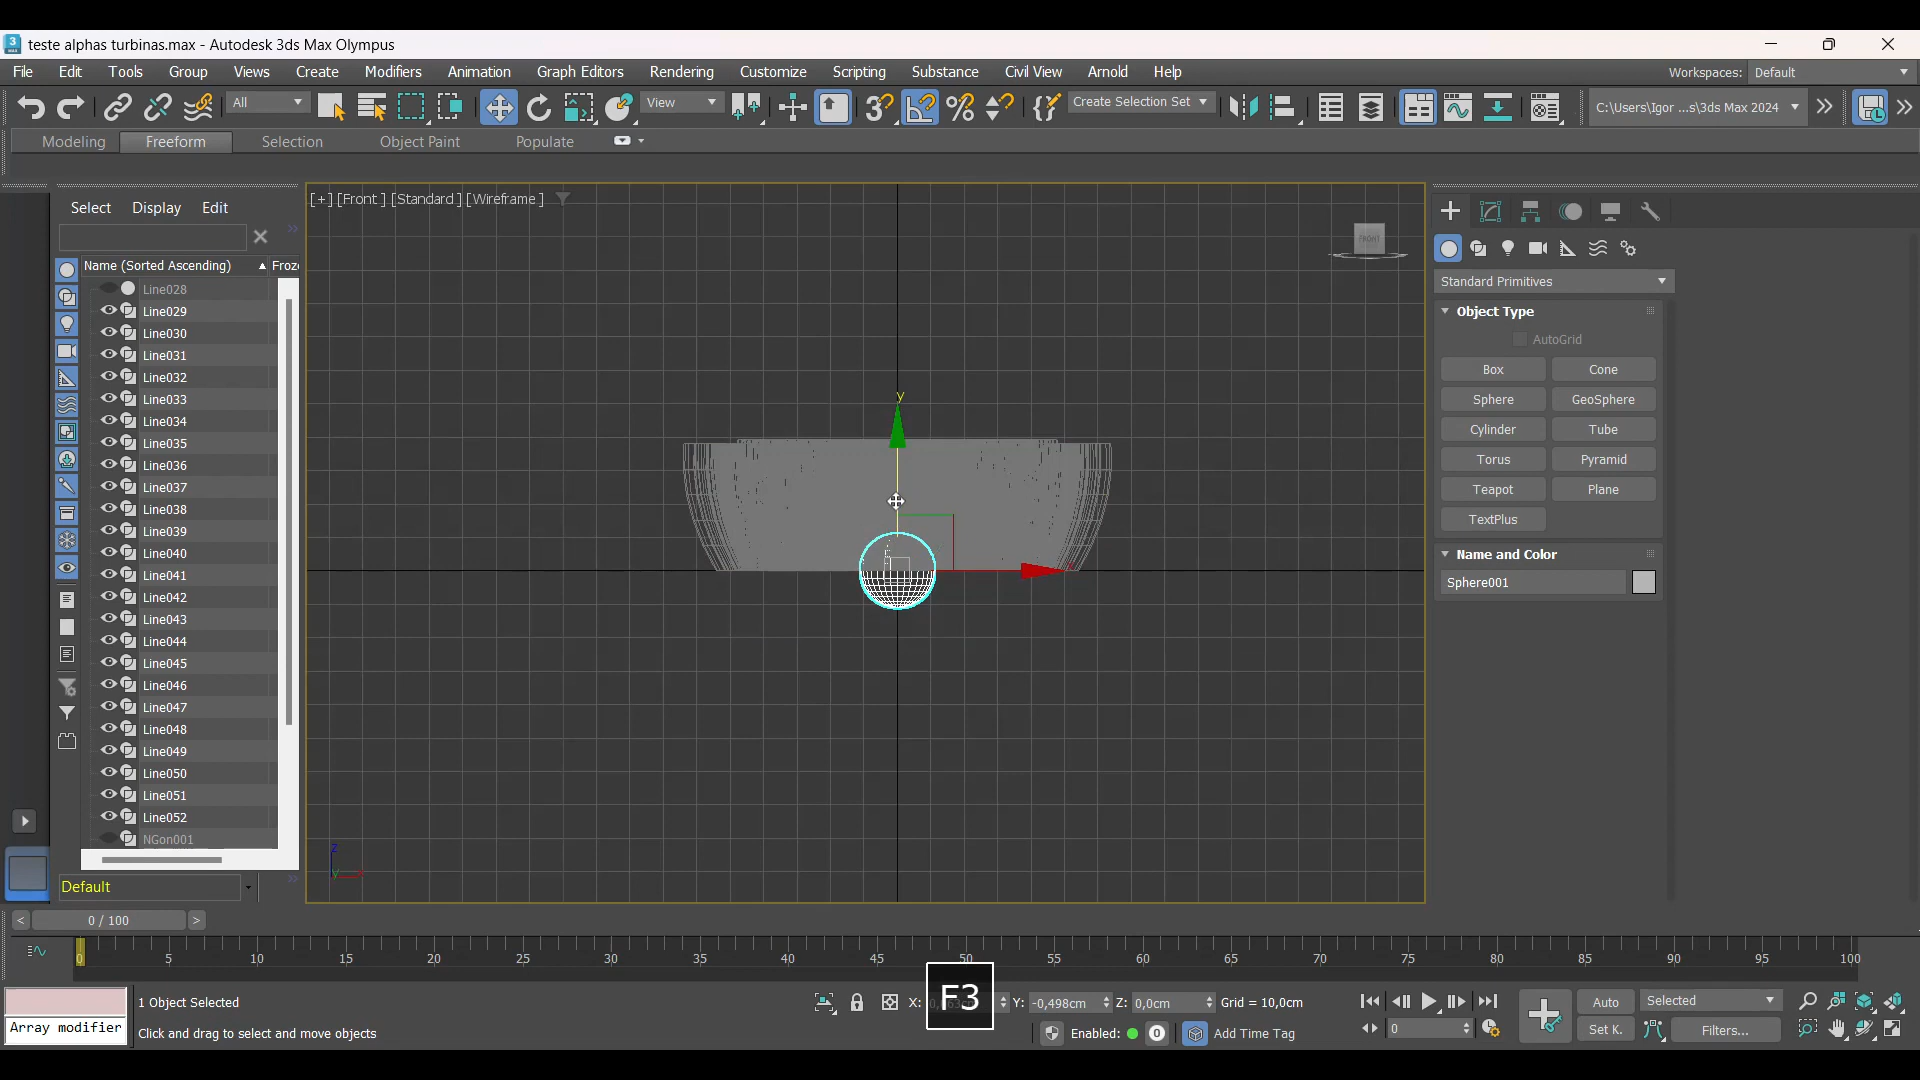 teste alphas turbinas.max - Autodesk 3ds Max Olympus
File Edit Tools Group Views Create Modifiers Animation Graph Editors Rendering Customize Scripting Substance Civil View Arnold Help
Workspaces: Default
All
View
Create Selection Set
C:\Users\Igor ...s\3ds Max 2024
Modeling Freeform Selection Object Paint Populate
Select Display Edit
[+] [Front ] [Standard ] [Wireframe ]
FRONT
Name (Sorted Ascending) Froze
Line028
Line029
Line030
Line031
Line032
Line033
Line034
Line035
Line036
Line037
Line038
Line039
Line040
Line041
Line042
Line043
Line044
Line045
Line046
Line047
Line048
Line049
Line050
Line051
Line052
NGon001
Default
y
z
Standard Primitives
Object Type
AutoGrid
Box Cone
Sphere GeoSphere
Cylinder Tube
Torus Pyramid
Teapot Plane
TextPlus
Name and Color
Sphere001
< 0 / 100 >
0 5 10 15 20 25 30 35 40 45 50 55 60 65 70 75 80 85 90 95 100
1 Object Selected
Array modifier
Click and drag to select and move objects
F3
X: Y: -0,498cm Z: 0,0cm Grid = 10,0cm
Enabled: 0 Add Time Tag
0
Auto Selected
Set K. Filters...